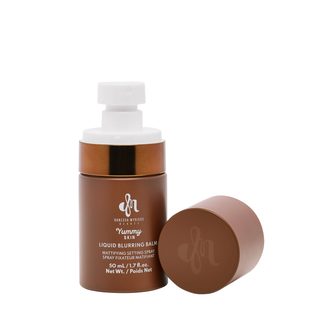 VANESSA MYRICKS
BEAUTY
Yummy
SKIN
LIQUID BLURRING BALM
MATTIFYING SETTING SPRAY
SPRAY FIXATEUR MATIFIANT
50 mL / 1.7 fl. oz.
Net Wt. / Poids Net